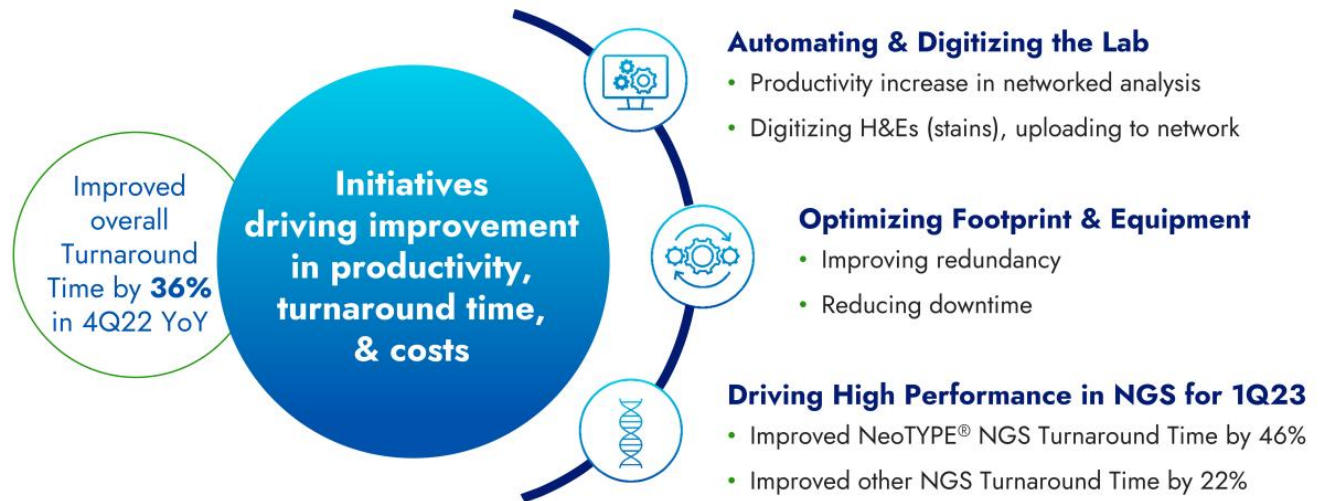 Improved
overall
Turnaround
Time by 36%
in 4Q22 YoY
Initiatives
driving improvement
in productivity,
turnaround time,
& costs
Automating & Digitizing the Lab
• Productivity increase in networked analysis
• Digitizing H&Es (stains), uploading to network
Optimizing Footprint & Equipment
• Improving redundancy
• Reducing downtime
Driving High Performance in NGS for 1Q23
• Improved NeoTYPE® NGS Turnaround Time by 46%
• Improved other NGS Turnaround Time by 22%